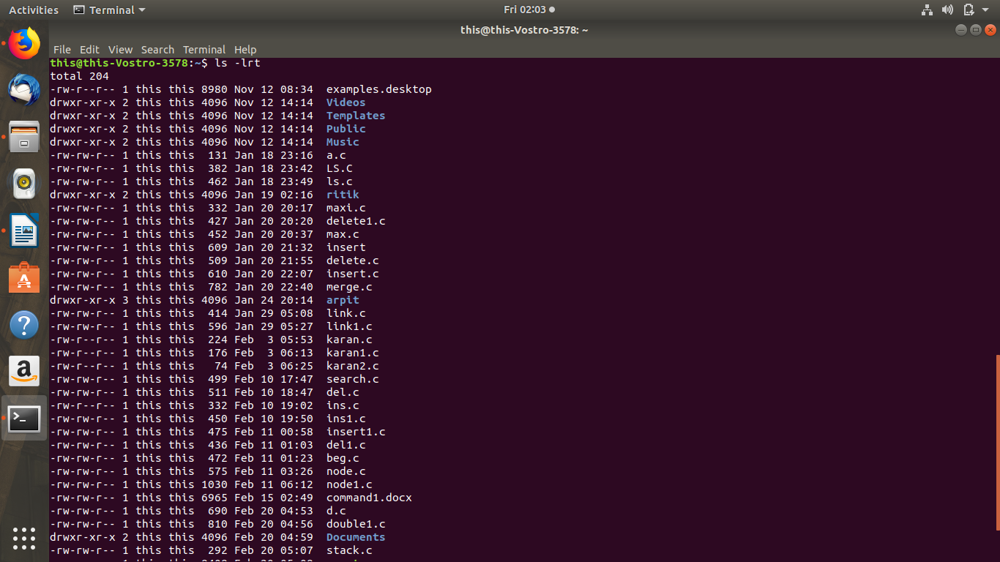 Activities Terminal Fri 02:03
this@this-Vostro-3578: ~
File Edit View Search Terminal Help
this@this-Vostro-3578:~$ ls -lrt
total 204
-rw-r--r-- 1 this this 8980 Nov 12 08:34  examples.desktop
drwxr-xr-x 2 this this 4096 Nov 12 14:14  Videos
drwxr-xr-x 2 this this 4096 Nov 12 14:14  Templates
drwxr-xr-x 2 this this 4096 Nov 12 14:14  Public
drwxr-xr-x 2 this this 4096 Nov 12 14:14  Music
-rw-rw-r-- 1 this this  131 Jan 18 23:16  a.c
-rw-rw-r-- 1 this this  382 Jan 18 23:42  LS.C
-rw-rw-r-- 1 this this  462 Jan 18 23:49  ls.c
drwxr-xr-x 2 this this 4096 Jan 19 02:16  ritik
-rw-rw-r-- 1 this this  332 Jan 20 20:17  maxi.c
-rw-rw-r-- 1 this this  427 Jan 20 20:20  delete1.c
-rw-rw-r-- 1 this this  452 Jan 20 20:37  max.c
-rw-rw-r-- 1 this this  609 Jan 20 21:32  insert
-rw-rw-r-- 1 this this  509 Jan 20 21:55  delete.c
-rw-rw-r-- 1 this this  610 Jan 20 22:07  insert.c
-rw-rw-r-- 1 this this  782 Jan 20 22:40  merge.c
drwxr-xr-x 3 this this 4096 Jan 24 20:14  arpit
-rw-rw-r-- 1 this this  414 Jan 29 05:08  link.c
-rw-rw-r-- 1 this this  596 Jan 29 05:27  link1.c
-rw-r--r-- 1 this this  224 Feb  3 05:53  karan.c
-rw-r--r-- 1 this this  176 Feb  3 06:13  karan1.c
-rw-rw-r-- 1 this this   74 Feb  3 06:25  karan2.c
-rw-rw-r-- 1 this this  499 Feb 10 17:47  search.c
-rw-rw-r-- 1 this this  511 Feb 10 18:47  del.c
-rw-r--r-- 1 this this  332 Feb 10 19:02  ins.c
-rw-rw-r-- 1 this this  450 Feb 10 19:50  ins1.c
-rw-rw-r-- 1 this this  475 Feb 11 00:58  insert1.c
-rw-rw-r-- 1 this this  436 Feb 11 01:03  del1.c
-rw-rw-r-- 1 this this  472 Feb 11 01:23  beg.c
-rw-rw-r-- 1 this this  575 Feb 11 03:26  node.c
-rw-rw-r-- 1 this this 1030 Feb 11 06:12  node1.c
-rw-rw-r-- 1 this this 6965 Feb 15 02:49  command1.docx
-rw-rw-r-- 1 this this  690 Feb 20 04:53  d.c
-rw-rw-r-- 1 this this  810 Feb 20 04:56  double1.c
drwxr-xr-x 2 this this 4096 Feb 20 04:59  Documents
-rw-rw-r-- 1 this this  292 Feb 20 05:07  stack.c